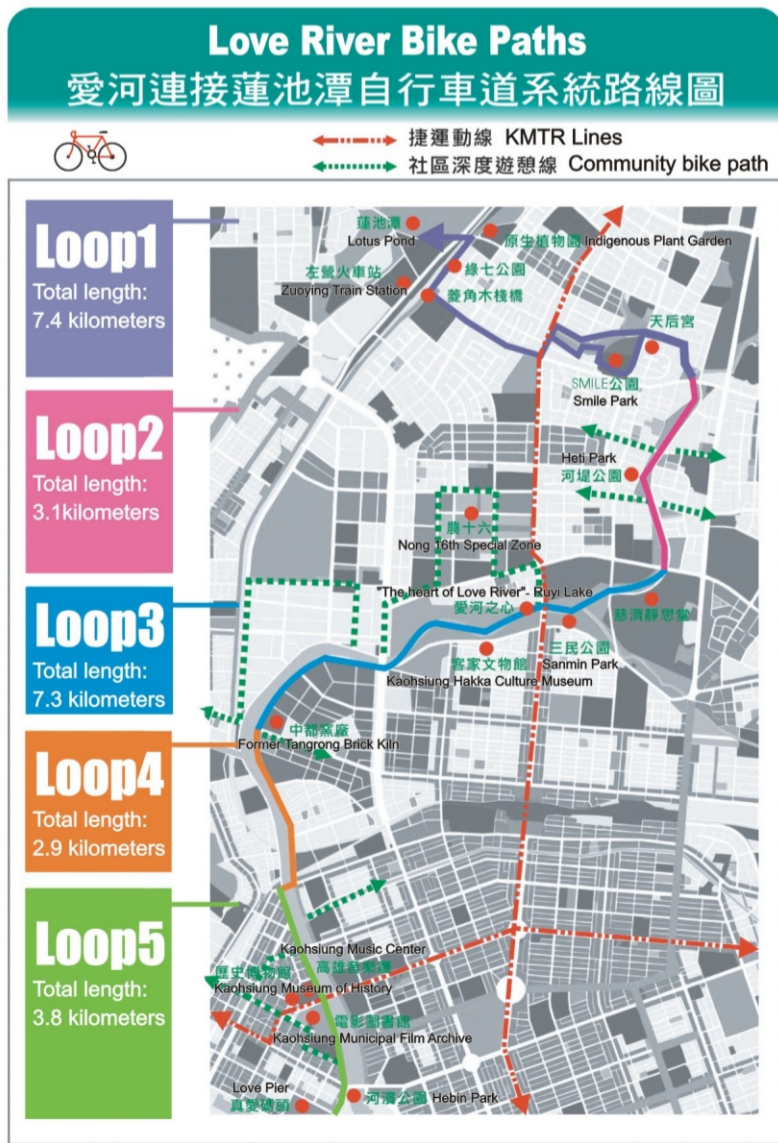 Love River Bike Paths
愛河連接蓮池潭自行車道系統路線圖
捷運動線 KMTR Lines
社區深度遊憩線 Community bike path
Loop1
Total length:
7.4 kilometers
Loop2
Total length:
3.1kilometers
Loop3
Total length:
7.3 kilometers
Loop4
Total length:
2.9 kilometers
Loop5
Total length:
3.8 kilometers
蓮池潭
Lotus Pond
原生植物園 Indigenous Plant Garden
左營火車站
Zuoying Train Station
綠七公園
菱角木棧橋
天后宮
SMILE公園
Smile Park
Heti Park
河堤公園
農十六
Nong 16th Special Zone
"The heart of Love River"- Ruyi Lake
愛河之心
慈濟靜思堂
三民公園
Sanmin Park
客家文物館
Kaohsiung Hakka Culture Museum
中都窯廠
Former Tangrong Brick Kiln
Kaohsiung Music Center
高雄音樂館
歷史博物館
Kaohsiung Museum of History
電影圖書館
Kaohsiung Municipal Film Archive
Love Pier
真愛碼頭
河濱公園 Hebin Park